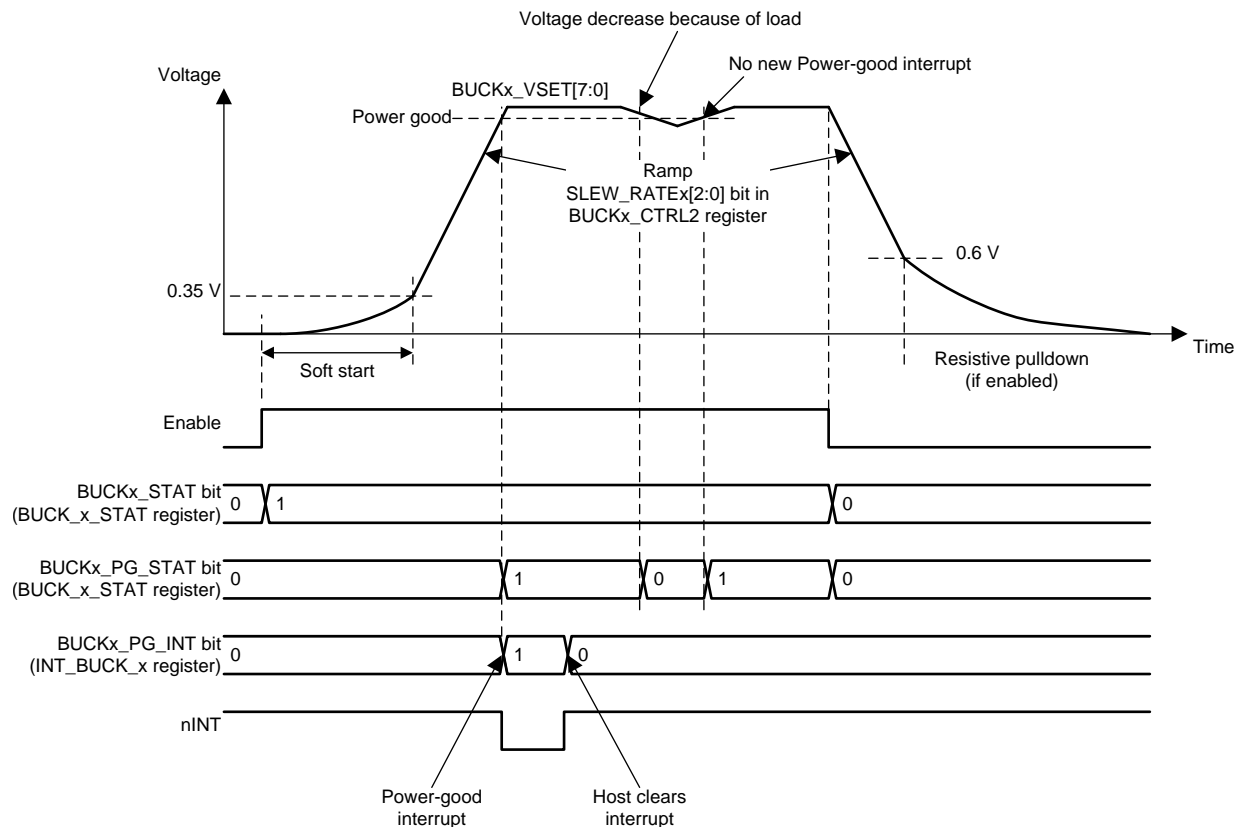 Voltage decrease because of load
No new Power-good interrupt
Voltage
BUCKx_VSET[7:0]
Power good
Ramp
SLEW_RATEx[2:0] bit in
BUCKx_CTRL2 register
0.6 V
0.35 V
Time
Soft start
Resistive pulldown
(if enabled)
Enable
BUCKx_STAT bit
(BUCK_x_STAT register)
0 1 0
BUCKx_PG_STAT bit
(BUCK_x_STAT register)
0 1 0 1 0
BUCKx_PG_INT bit
(INT_BUCK_x register)
0 1 0
nINT
Power-good
interrupt
Host clears
interrupt